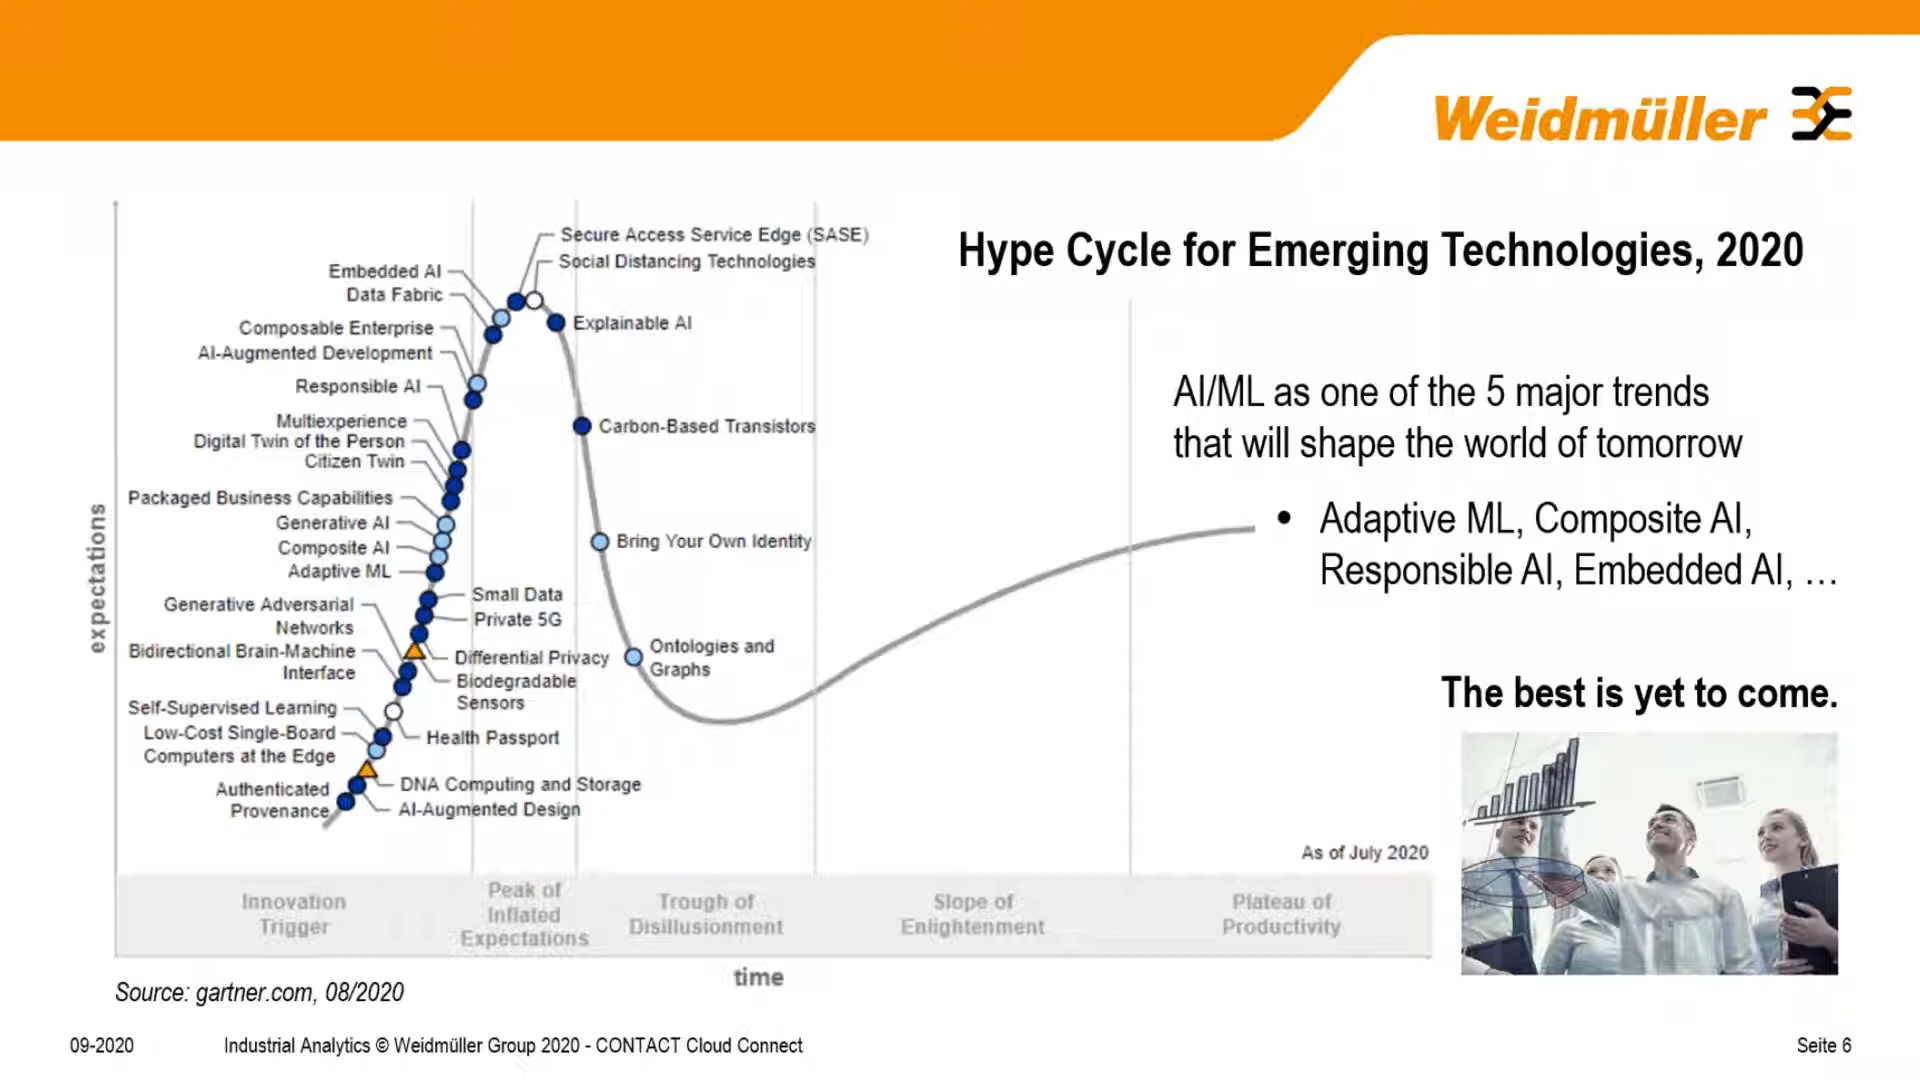 Weidmüller
Hype Cycle for Emerging Technologies, 2020
Secure Access Service Edge (SASE)
Social Distancing Technologies
Embedded AI
Data Fabric
Composable Enterprise
Explainable AI
AI-Augmented Development
Responsible AI
Multiexperience
Carbon-Based Transistors
Digital Twin of the Person
Citizen Twin
Packaged Business Capabilities
Generative AI
Bring Your Own Identity
Composite AI
Adaptive ML
Small Data
Generative Adversarial
Networks
Private 5G
Bidirectional Brain-Machine
Interface
Differential Privacy
Ontologies and
Graphs
Biodegradable
Sensors
Self-Supervised Learning
Low-Cost Single-Board
Computers at the Edge
Health Passport
Authenticated
Provenance
DNA Computing and Storage
AI-Augmented Design
expectations
As of July 2020
Innovation
Trigger
Peak of
Inflated
Expectations
Trough of
Disillusionment
Slope of
Enlightenment
Plateau of
Productivity
time
AI/ML as one of the 5 major trends
that will shape the world of tomorrow
• Adaptive ML, Composite AI,
Responsible AI, Embedded AI, …
The best is yet to come.
Source: gartner.com, 08/2020
09-2020
Industrial Analytics © Weidmüller Group 2020 - CONTACT Cloud Connect
Seite 6